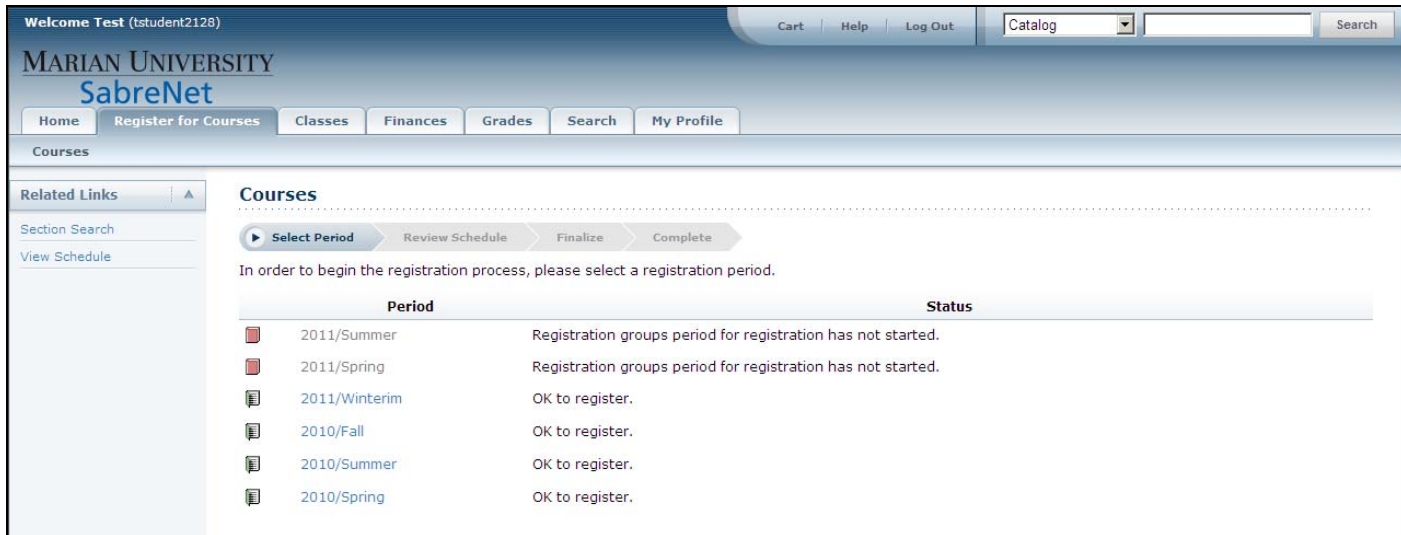 Welcome Test (tstudent2128)
Cart Help Log Out Catalog Search
MARIAN UNIVERSITY
SabreNet
Home Register for Courses Classes Finances Grades Search My Profile
Courses
Related Links
Section Search
View Schedule
Courses
Select Period Review Schedule Finalize Complete
In order to begin the registration process, please select a registration period.
Period Status
2011/Summer Registration groups period for registration has not started.
2011/Spring Registration groups period for registration has not started.
2011/Winterim OK to register.
2010/Fall OK to register.
2010/Summer OK to register.
2010/Spring OK to register.